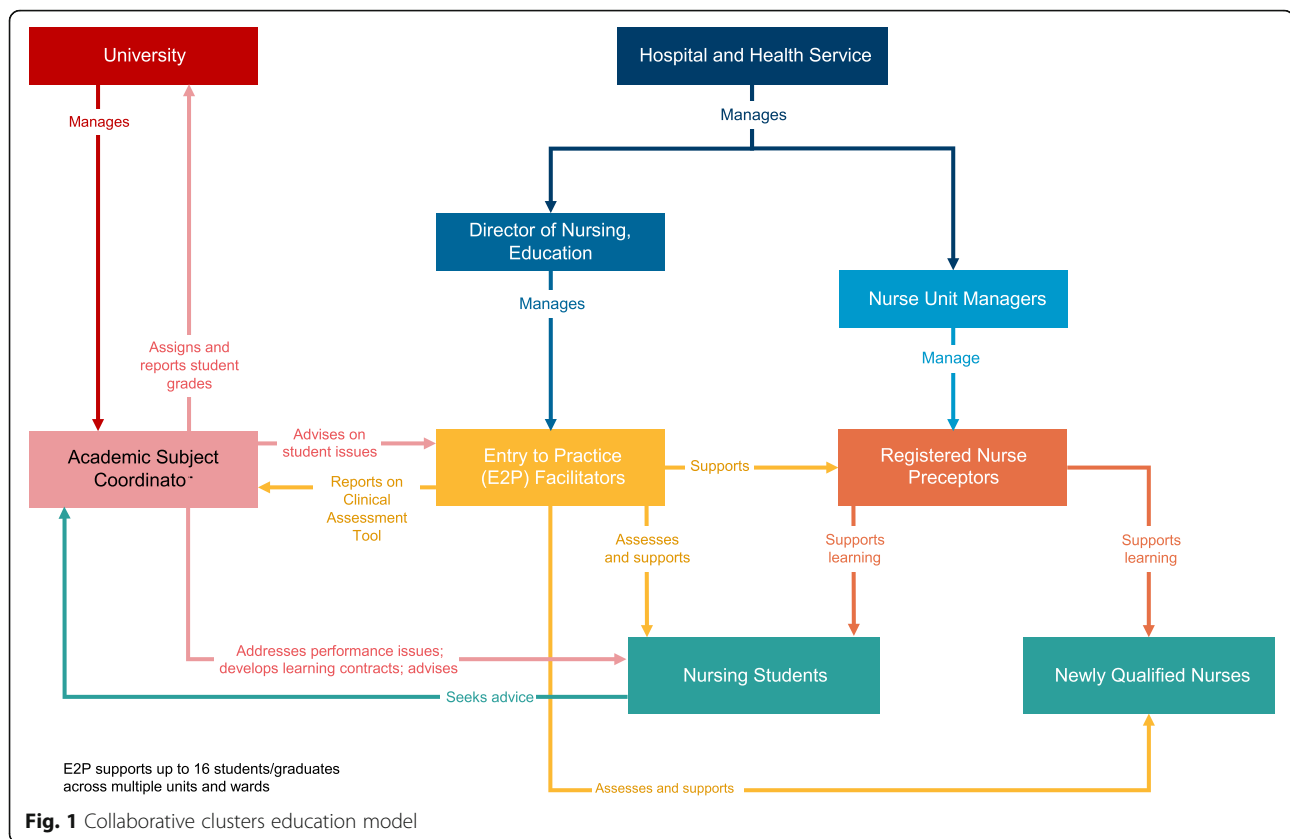 University
Hospital and Health Service
Manages
Manages
Director of Nursing,
Education
Nurse Unit Managers
Manages
Manage
Assigns and
reports student
grades
Academic Subject
Coordinato
Advises on
student issues
Entry to Practice
(E2P) Facilitators
Supports
Registered Nurse
Preceptors
Reports on
Clinical
Assessment
Tool
Assesses
and supports
Supports
learning
Supports
learning
Addresses performance issues;
develops learning contracts; advises
Nursing Students
Newly Qualified Nurses
Seeks advice
E2P supports up to 16 students/graduates
across multiple units and wards
Assesses and supports
Fig. 1 Collaborative clusters education model